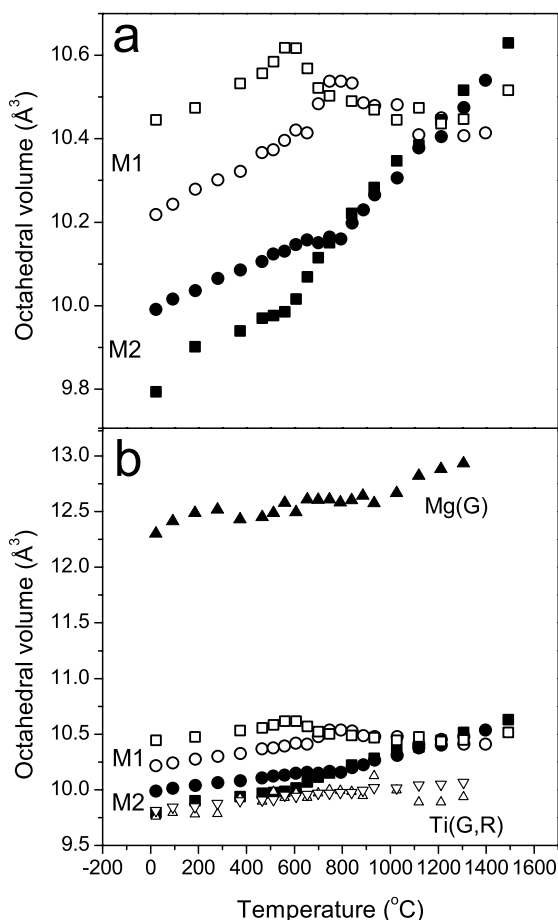 a
10.6
10.4
10.2
10.0
9.8
Octahedral volume (Å³)
M1
M2
b
13.0
12.5
12.0
11.5
11.0
10.5
10.0
9.5
Octahedral volume (Å³)
Mg(G)
M1
M2
Ti(G,R)
-200 0 200 400 600 800 1000 1200 1400 1600
Temperature (°C)